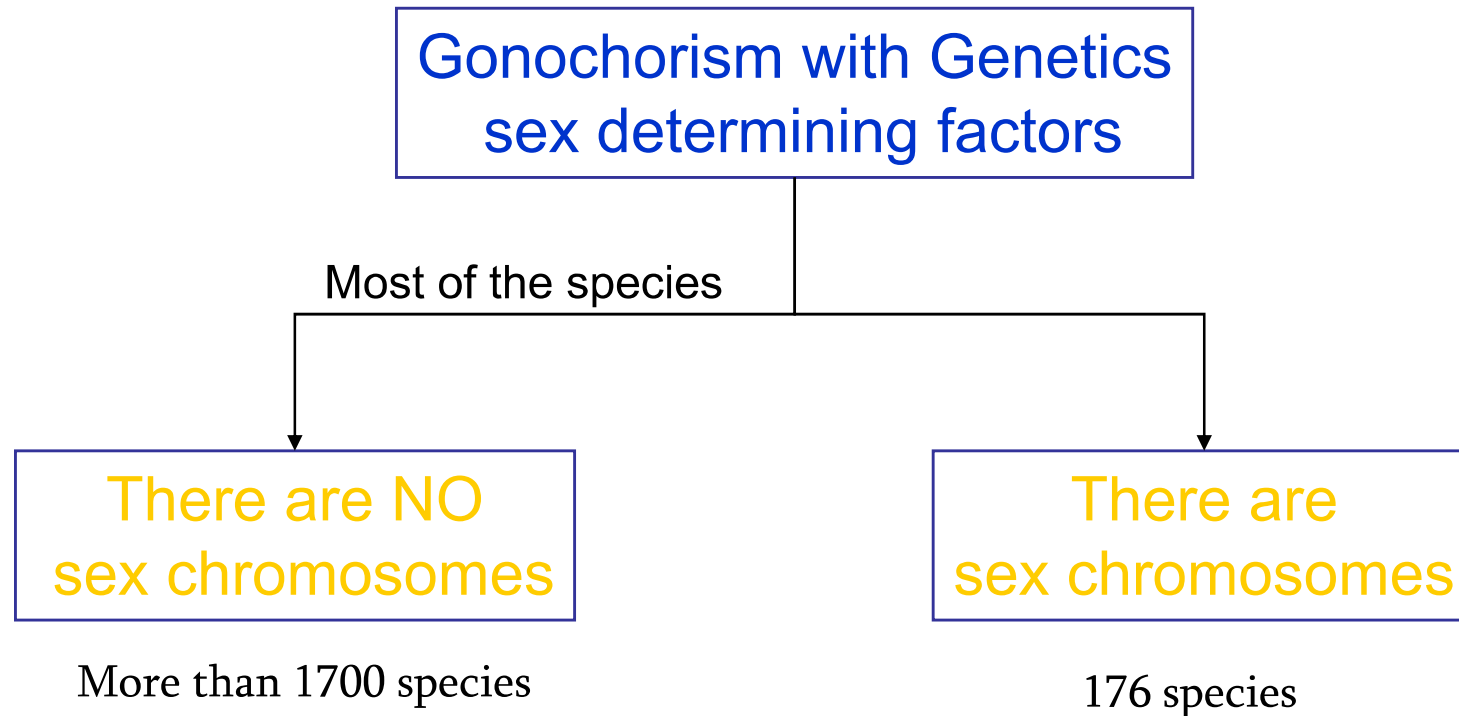 Gonochorism with Genetics
sex determining factors
Most of the species
There are NO
sex chromosomes
There are
sex chromosomes
More than 1700 species
176 species